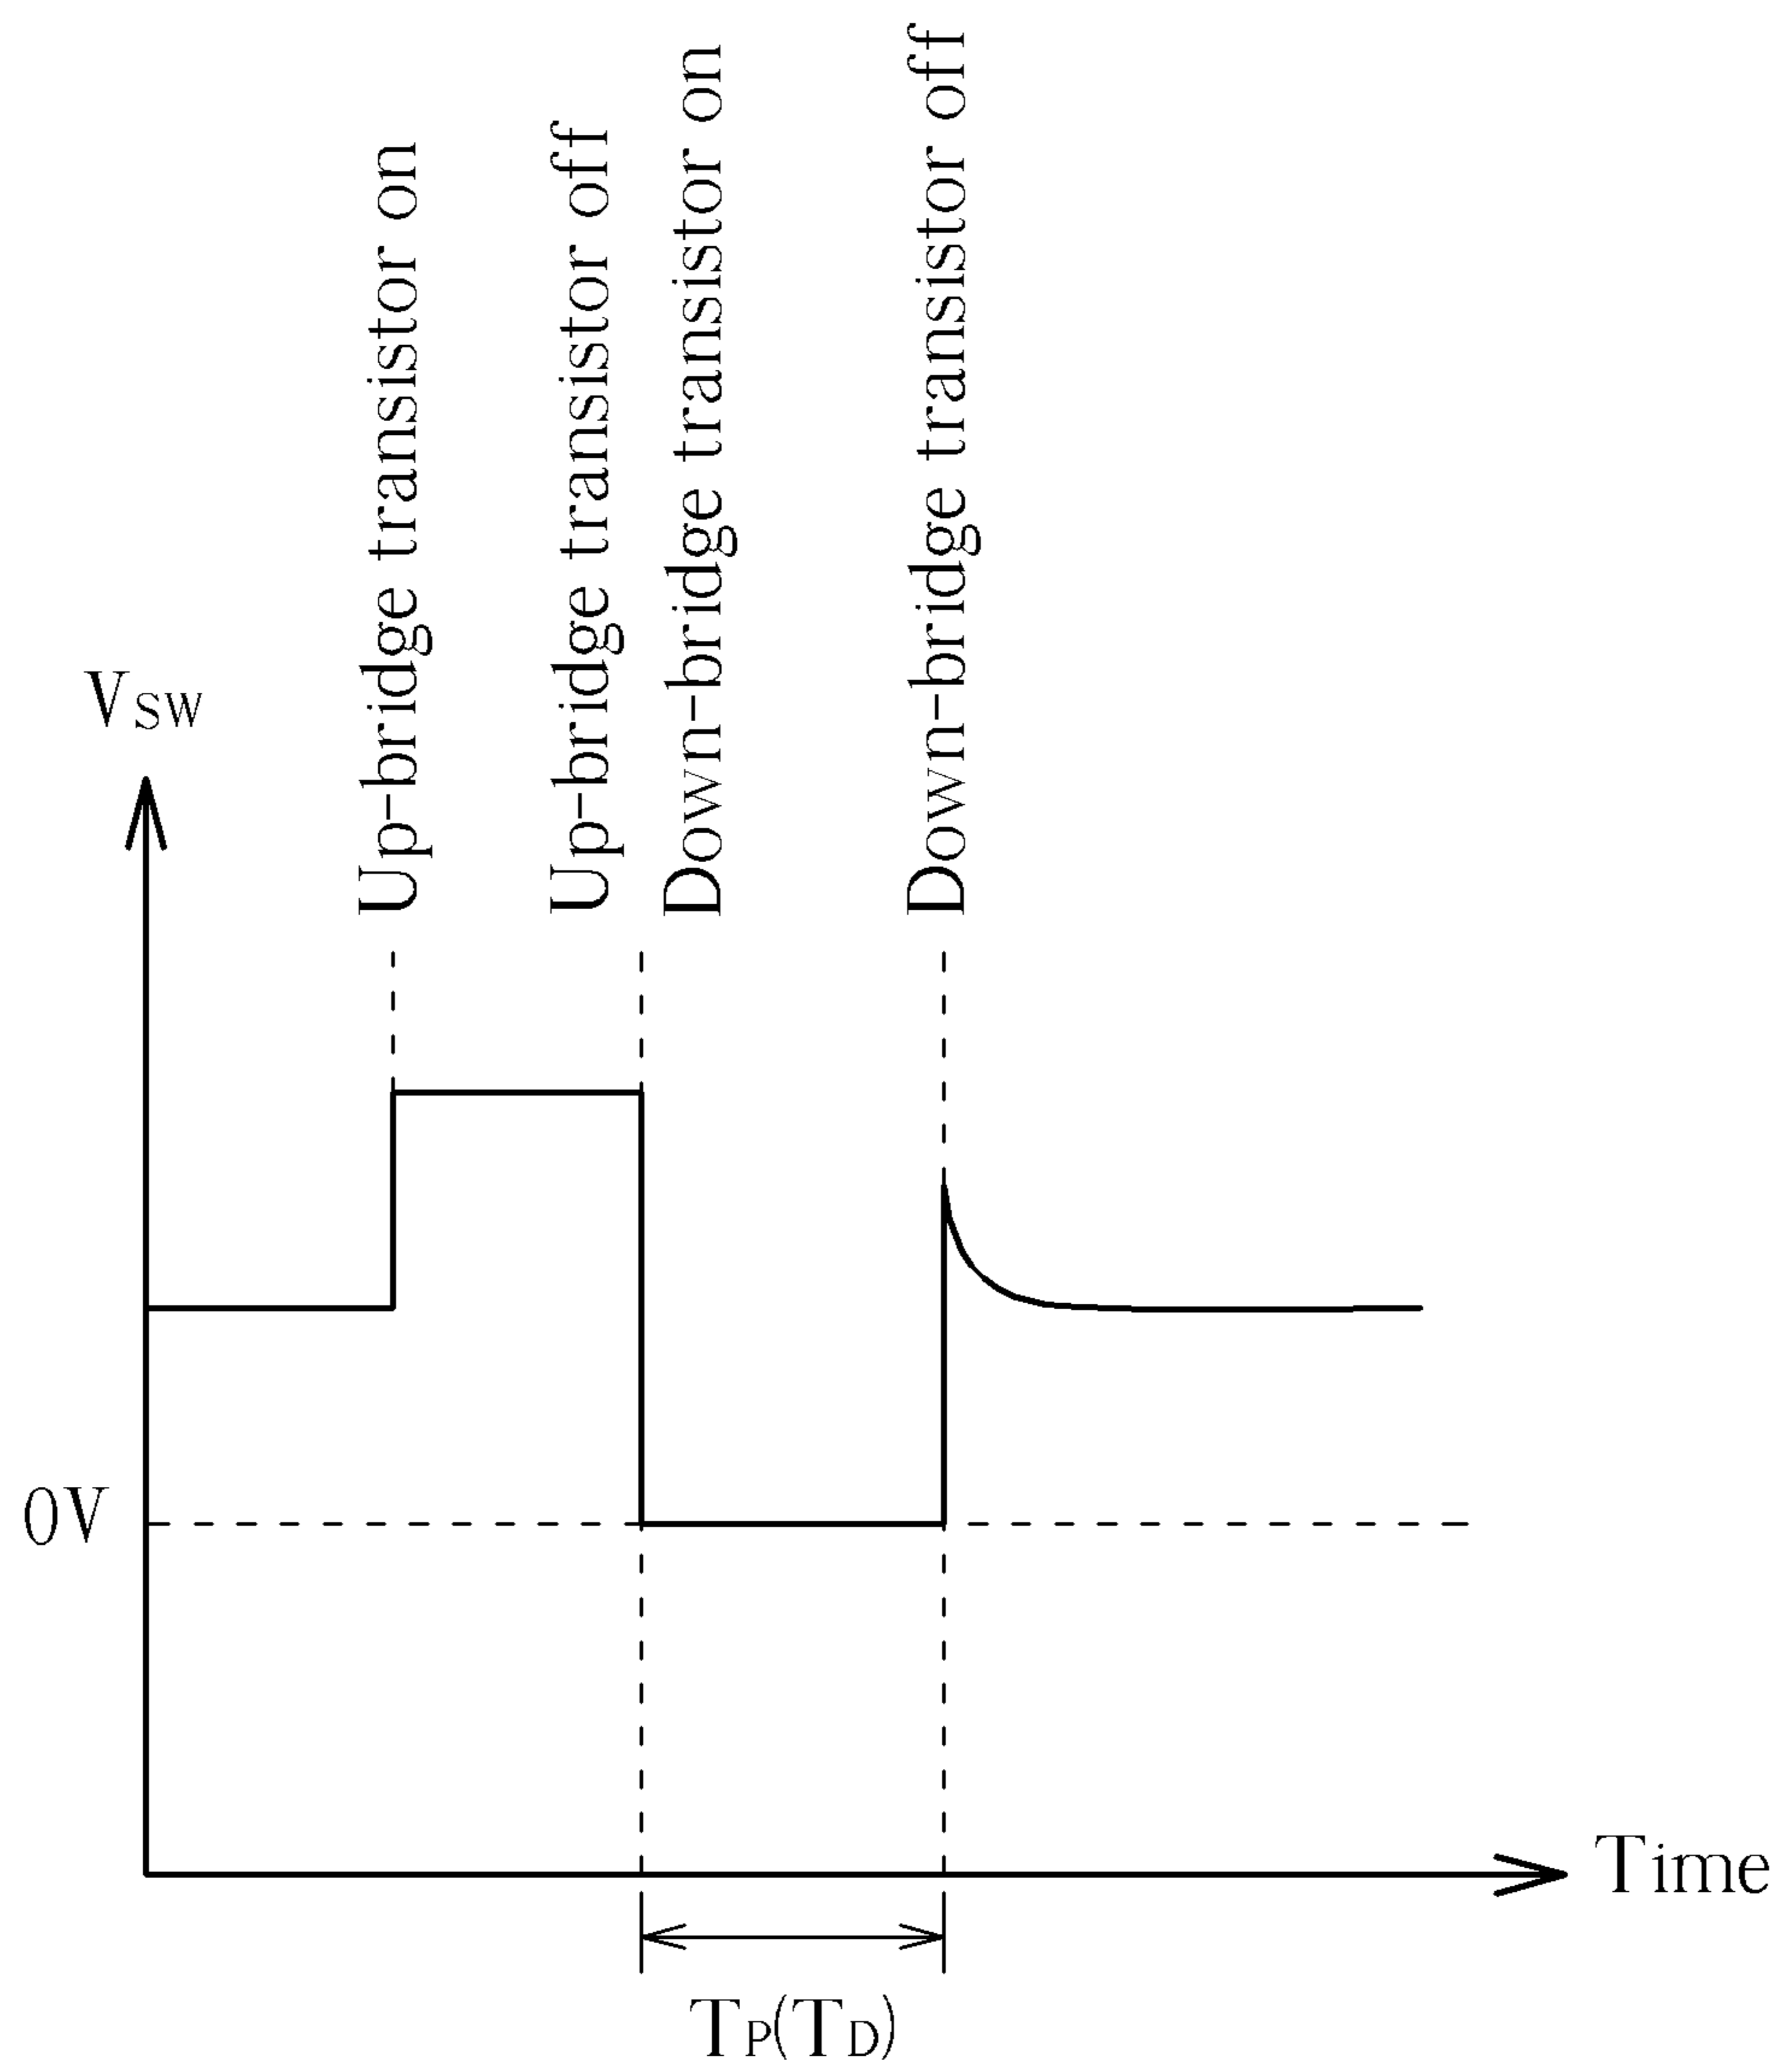 Up-bridge transistor on
Up-bridge transistor off
Down-bridge transistor on
Down-bridge transistor off
VSW
0V
Time
TP(TD)